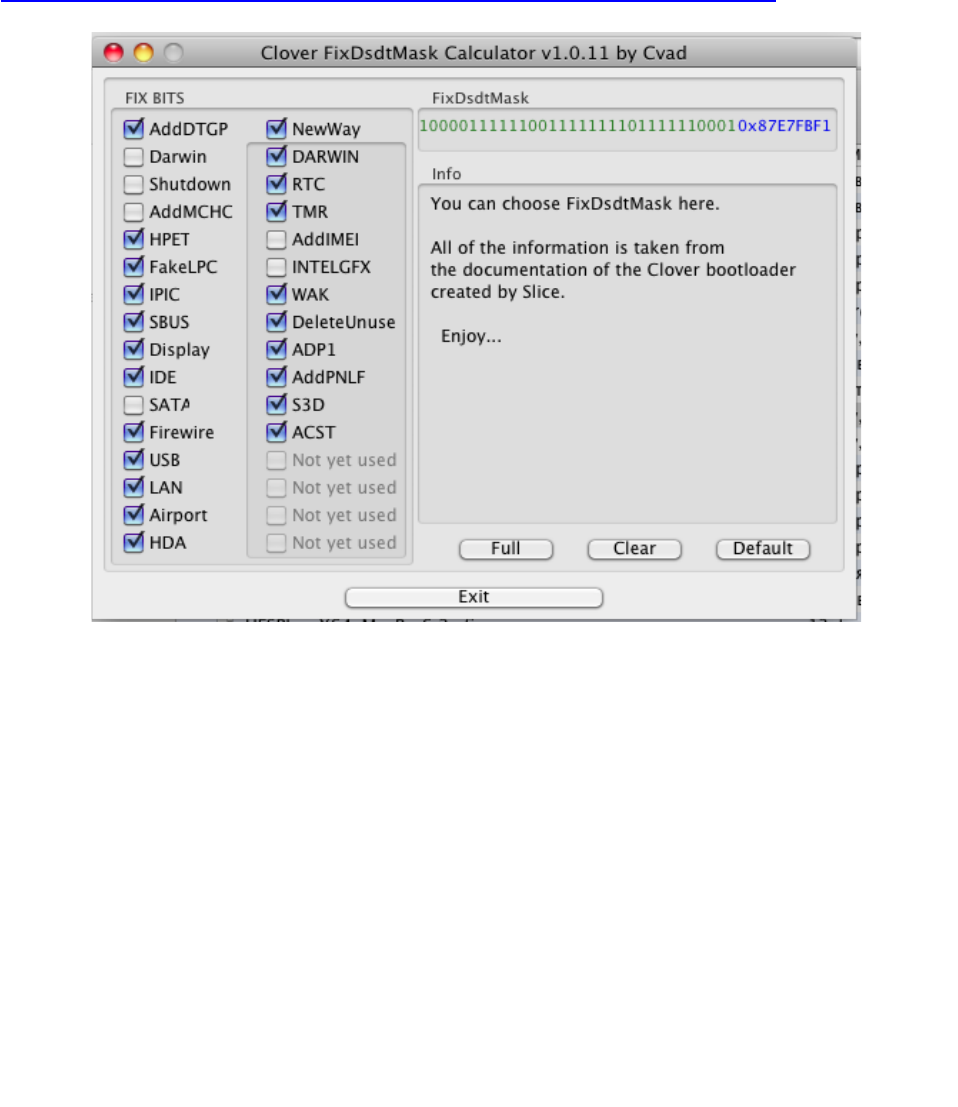 Clover FixDsdtMask Calculator v1.0.11 by Cvad
FIX BITS
AddDTGP
Darwin
Shutdown
AddMCHC
HPET
FakeLPC
IPIC
SBUS
Display
IDE
SATA
Firewire
USB
LAN
Airport
HDA
NewWay
DARWIN
RTC
TMR
AddIMEI
INTELGFX
WAK
DeleteUnuse
ADP1
AddPNLF
S3D
ACST
Not yet used
Not yet used
Not yet used
Not yet used
FixDsdtMask
10000111111001111111101111110001 0x87E7FBF1
Info
You can choose FixDsdtMask here.
All of the information is taken from
the documentation of the Clover bootloader
created by Slice.
Enjoy...
Full
Clear
Default
Exit